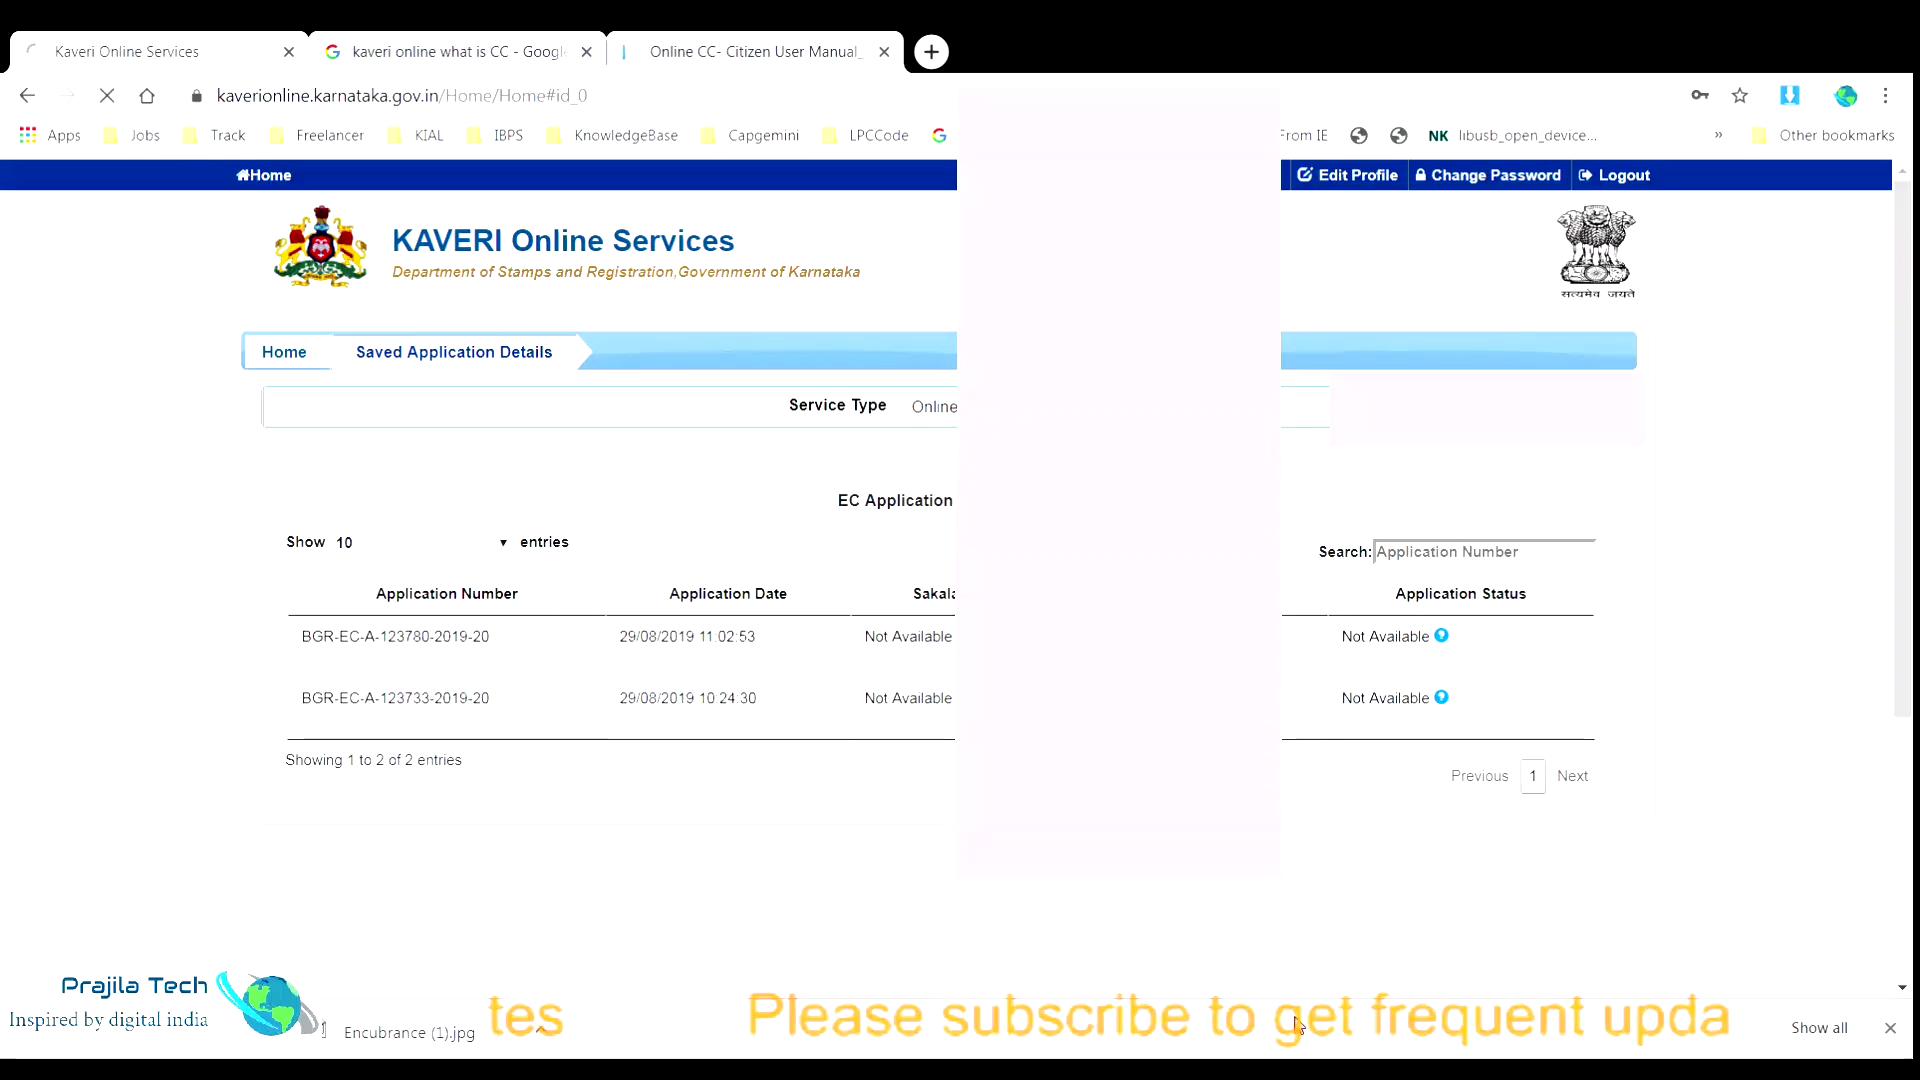 Kaveri Online Services
kaveri online what is CC - Googl
Online CC- Citizen User Manual_
kaverionline.karnataka.gov.in/Home/Home#id_0
Apps Jobs Track Freelancer KIAL IBPS KnowledgeBase Capgemini LPCCode From IE NK libusb_open_device... » Other bookmarks
Home Edit Profile Change Password Logout
KAVERI Online Services
Department of Stamps and Registration,Government of Karnataka
सत्यमेव जयते
Home Saved Application Details
Service Type Online
EC Application
Show 10 entries
Search: Application Number
Application Number Application Date Sakala Application Status
BGR-EC-A-123780-2019-20 29/08/2019 11:02:53 Not Available Not Available
BGR-EC-A-123733-2019-20 29/08/2019 10:24:30 Not Available Not Available
Showing 1 to 2 of 2 entries
Previous 1 Next
Prajila Tech
Inspired by digital india
Encubrance (1).jpg
tes Please subscribe to get frequent upda
Show all